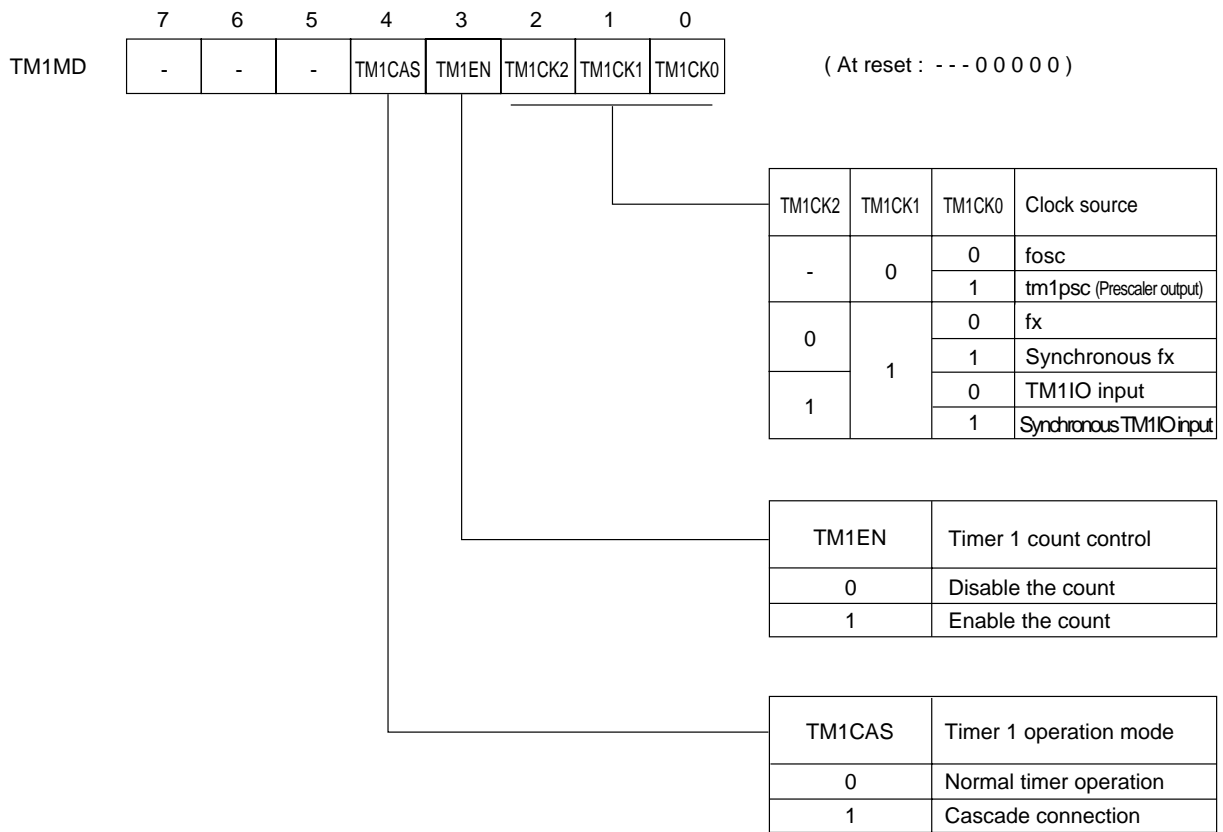 7 6 5 4 3 2 1 0
TM1MD - - - TM1CAS TM1EN TM1CK2 TM1CK1 TM1CK0 ( At reset : - - - 0 0 0 0 0 )
TM1CK2 TM1CK1 TM1CK0 Clock source
- 0 0 fosc
1 tm1psc (Prescaler output)
0 1 0 fx
1 Synchronous fx
1 0 TM1IO input
1 Synchronous TM1IO input
TM1EN Timer 1 count control
0 Disable the count
1 Enable the count
TM1CAS Timer 1 operation mode
0 Normal timer operation
1 Cascade connection